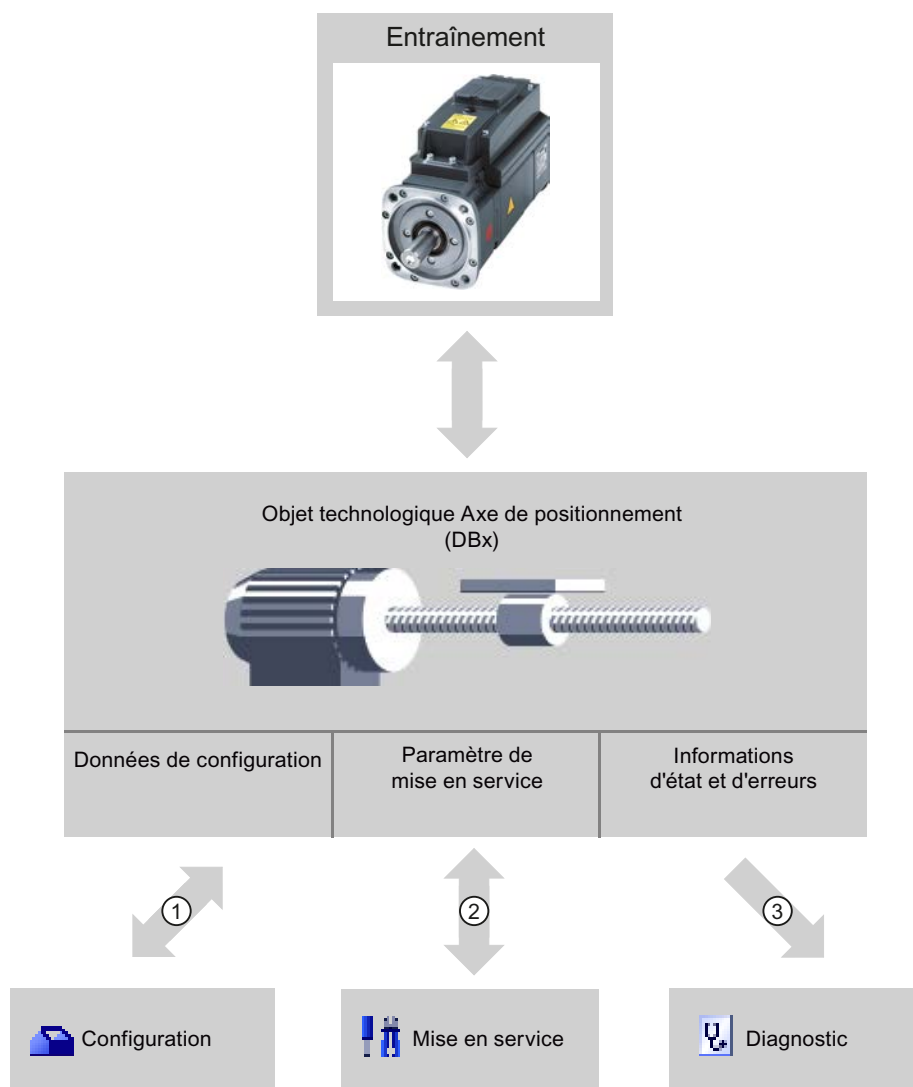 Entraînement
Objet technologique Axe de positionnement
(DBx)
Données de configuration
Paramètre de
mise en service
Informations
d'état et d'erreurs
1
2
3
Configuration
Mise en service
Diagnostic